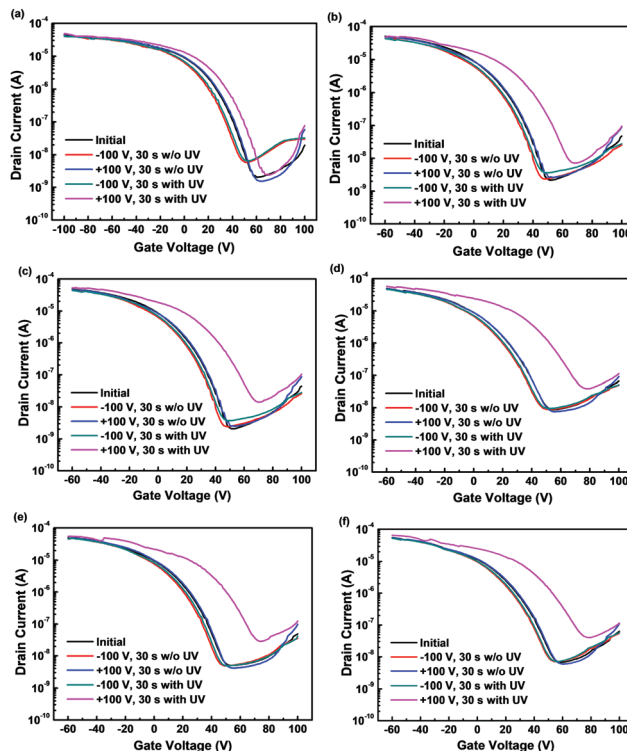 (a)
Drain Current (A)
10⁻⁴
10⁻⁵
10⁻⁶
10⁻⁷
10⁻⁸
10⁻⁹
10⁻¹⁰
Initial
-100 V, 30 s w/o UV
+100 V, 30 s w/o UV
-100 V, 30 s with UV
+100 V, 30 s with UV
-100 -80 -60 -40 -20 0 20 40 60 80 100
Gate Voltage (V)
(b)
Drain Current (A)
10⁻⁴
10⁻⁵
10⁻⁶
10⁻⁷
10⁻⁸
10⁻⁹
10⁻¹⁰
Initial
-100 V, 30 s w/o UV
+100 V, 30 s w/o UV
-100 V, 30 s with UV
+100 V, 30 s with UV
-60 -40 -20 0 20 40 60 80 100
Gate Voltage (V)
(c)
Drain Current (A)
10⁻⁴
10⁻⁵
10⁻⁶
10⁻⁷
10⁻⁸
10⁻⁹
10⁻¹⁰
Initial
-100 V, 30 s w/o UV
+100 V, 30 s w/o UV
-100 V, 30 s with UV
+100 V, 30 s with UV
-60 -40 -20 0 20 40 60 80 100
Gate Voltage (V)
(d)
Drain Current (A)
10⁻⁴
10⁻⁵
10⁻⁶
10⁻⁷
10⁻⁸
10⁻⁹
10⁻¹⁰
Initial
-100 V, 30 s w/o UV
+100 V, 30 s w/o UV
-100 V, 30 s with UV
+100 V, 30 s with UV
-60 -40 -20 0 20 40 60 80 100
Gate Voltage (V)
(e)
Drain Current (A)
10⁻⁴
10⁻⁵
10⁻⁶
10⁻⁷
10⁻⁸
10⁻⁹
10⁻¹⁰
Initial
-100 V, 30 s w/o UV
+100 V, 30 s w/o UV
-100 V, 30 s with UV
+100 V, 30 s with UV
-60 -40 -20 0 20 40 60 80 100
Gate Voltage (V)
(f)
Drain Current (A)
10⁻⁴
10⁻⁵
10⁻⁶
10⁻⁷
10⁻⁸
10⁻⁹
10⁻¹⁰
Initial
-100 V, 30 s w/o UV
+100 V, 30 s w/o UV
-100 V, 30 s with UV
+100 V, 30 s with UV
-60 -40 -20 0 20 40 60 80 100
Gate Voltage (V)